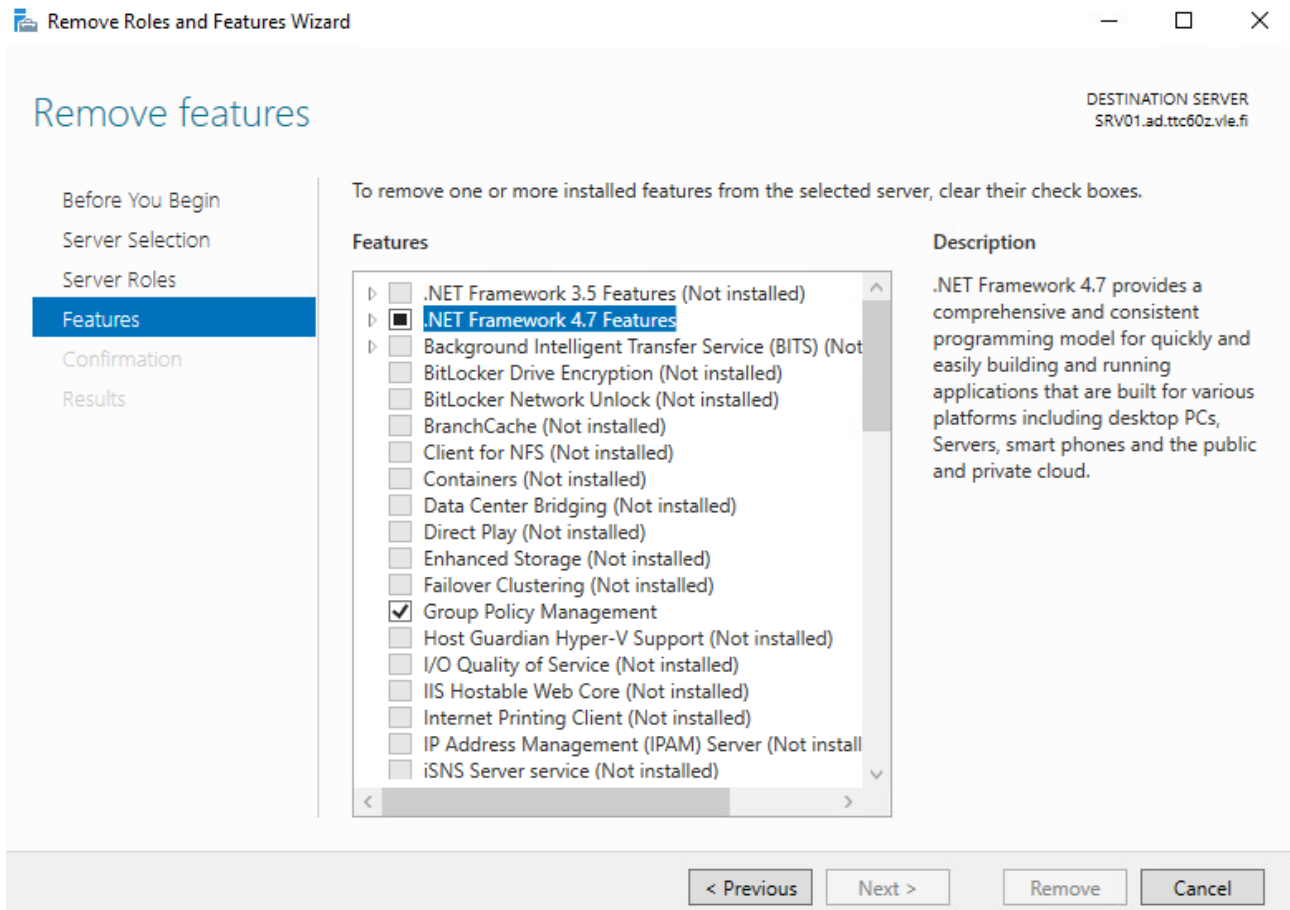 Remove Roles and Features Wizard
Remove features
DESTINATION SERVER
SRV01.ad.ttc60z.vle.fi
Before You Begin
Server Selection
Server Roles
Features
Confirmation
Results
To remove one or more installed features from the selected server, clear their check boxes.
Features
.NET Framework 3.5 Features (Not installed)
.NET Framework 4.7 Features
Background Intelligent Transfer Service (BITS) (Not
BitLocker Drive Encryption (Not installed)
BitLocker Network Unlock (Not installed)
BranchCache (Not installed)
Client for NFS (Not installed)
Containers (Not installed)
Data Center Bridging (Not installed)
Direct Play (Not installed)
Enhanced Storage (Not installed)
Failover Clustering (Not installed)
Group Policy Management
Host Guardian Hyper-V Support (Not installed)
I/O Quality of Service (Not installed)
IIS Hostable Web Core (Not installed)
Internet Printing Client (Not installed)
IP Address Management (IPAM) Server (Not install
iSNS Server service (Not installed)
Description
.NET Framework 4.7 provides a
comprehensive and consistent
programming model for quickly and
easily building and running
applications that are built for various
platforms including desktop PCs,
Servers, smart phones and the public
and private cloud.
< Previous
Next >
Remove
Cancel